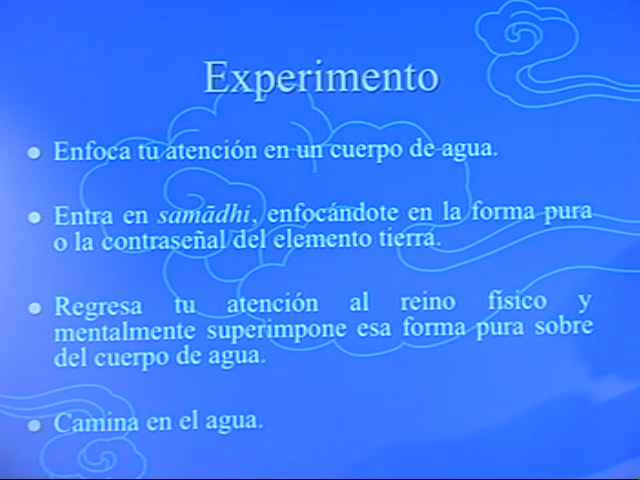 Experimento
• Enfoca tu atención en un cuerpo de agua.
• Entra en samādhi, enfocándote en la forma pura
o la contraseñal del elemento tierra.
• Regresa tu atención al reino físico y
mentalmente superimpone esa forma pura sobre
del cuerpo de agua.
• Camina en el agua.